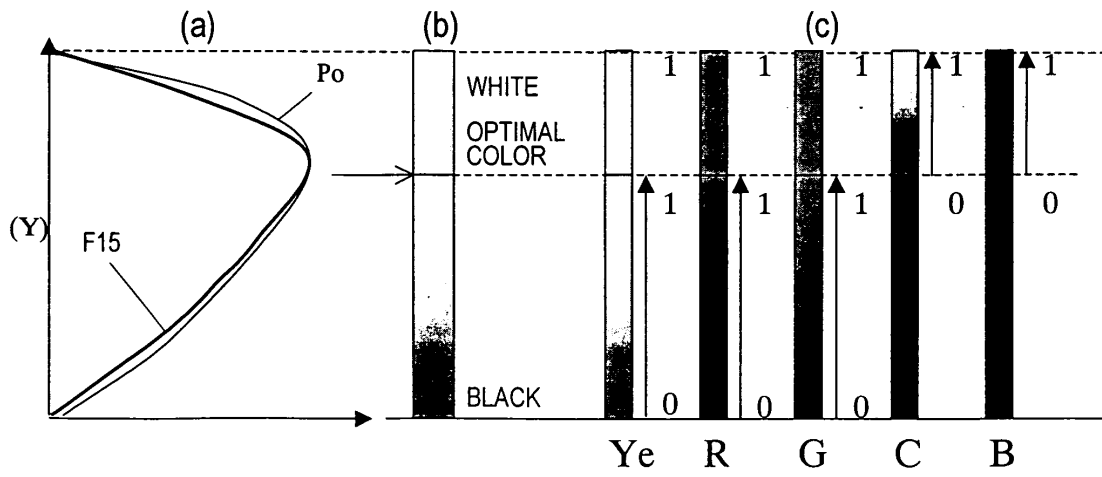 (a) (b) (c)
Po
WHITE
OPTIMAL
COLOR
1 1 1 1 1
(Y)
F15
1 1 1 0 0
BLACK
0 0 0
Ye R G C B